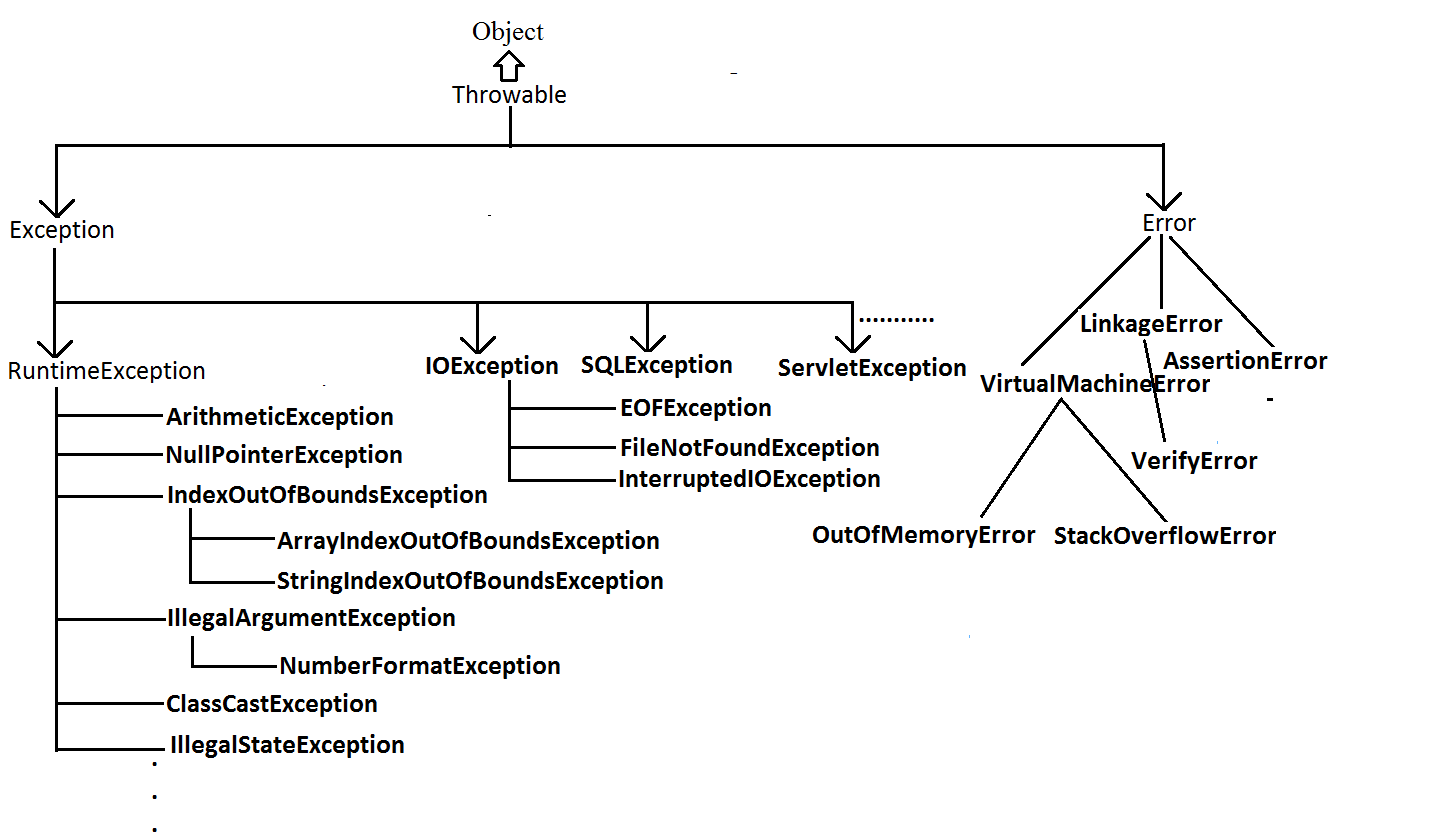 Object
Throwable
Exception
Error
RuntimeException
IOException
SQLException
ServletException
...........
ArithmeticException
NullPointerException
IndexOutOfBoundsException
ArrayIndexOutOfBoundsException
StringIndexOutOfBoundsException
IllegalArgumentException
NumberFormatException
ClassCastException
IllegalStateException
.
.
.
EOFException
FileNotFoundException
InterruptedIOException
LinkageError
AssertionError
VirtualMachineError
VerifyError
OutOfMemoryError
StackOverflowError